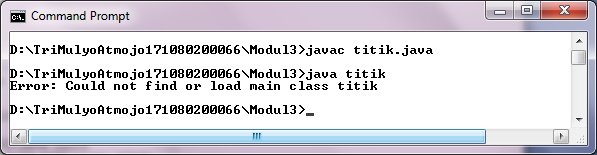 Command Prompt
D:\TriMulyoAtmojo171080200066\Modul3>javac titik.java
D:\TriMulyoAtmojo171080200066\Modul3>java titik
Error: Could not find or load main class titik
D:\TriMulyoAtmojo171080200066\Modul3>_